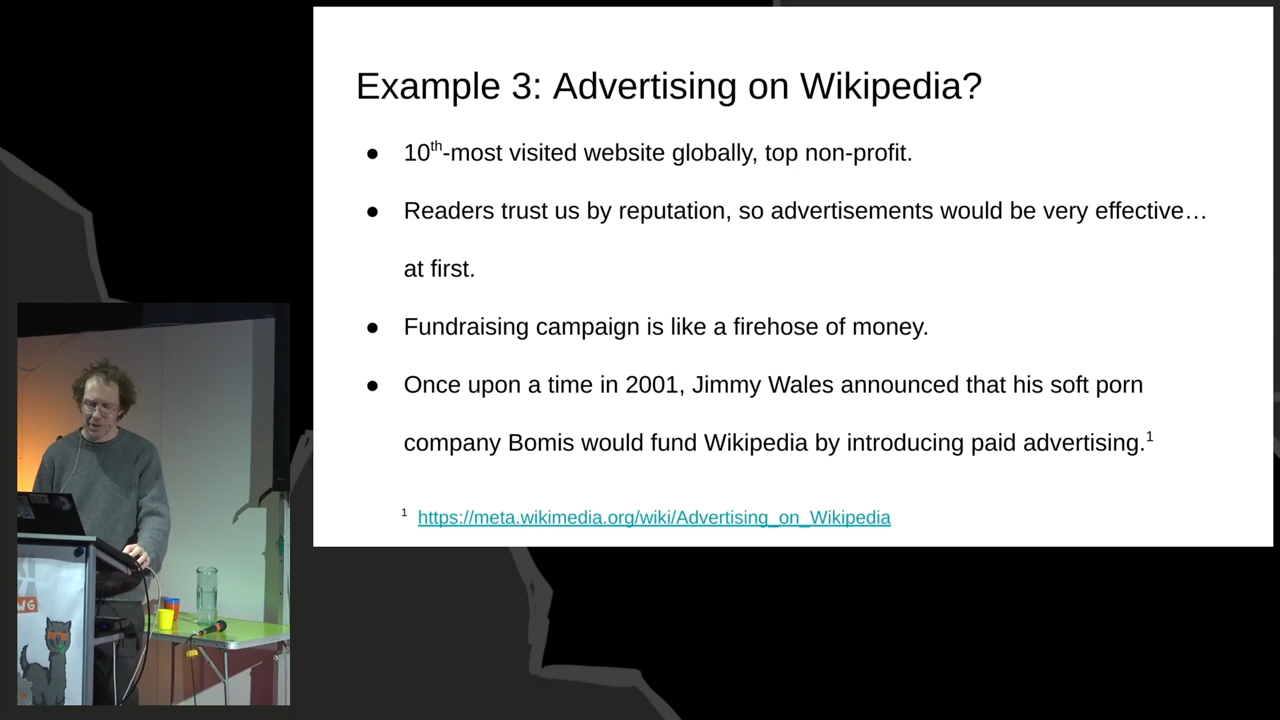 Example 3: Advertising on Wikipedia?
● 10th-most visited website globally, top non-profit.
● Readers trust us by reputation, so advertisements would be very effective…
at first.
● Fundraising campaign is like a firehose of money.
● Once upon a time in 2001, Jimmy Wales announced that his soft porn
company Bomis would fund Wikipedia by introducing paid advertising.1
1 https://meta.wikimedia.org/wiki/Advertising_on_Wikipedia
WG